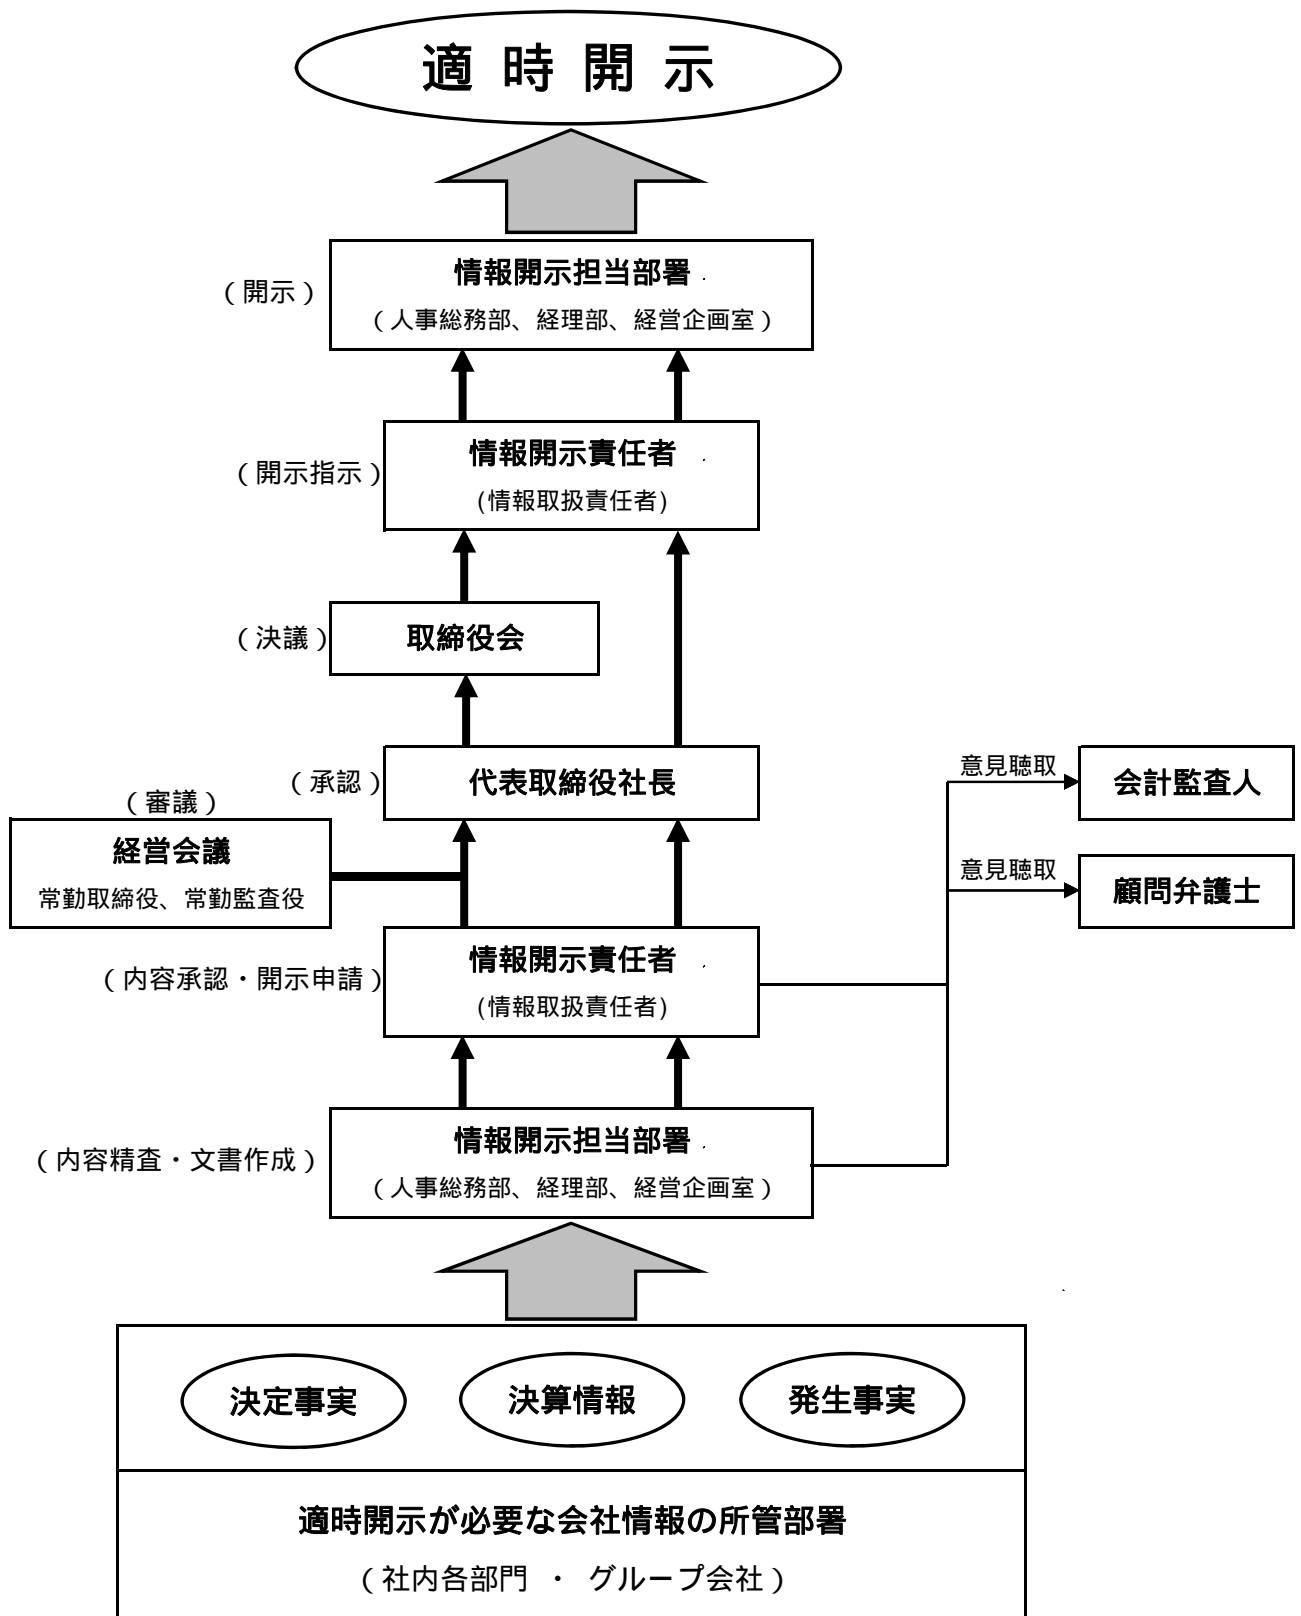 適 時 開 示
情報開示担当部署
（開示）
（人事総務部、経理部、経営企画室）
情報開示責任者
（開示指示）
(情報取扱責任者)
（決議）
取締役会
（承認）
代表取締役社長
意見聴取
会計監査人
（審議）
経営会議
常勤取締役、常勤監査役
意見聴取
顧問弁護士
情報開示責任者
（内容承認・開示申請）
(情報取扱責任者)
情報開示担当部署
（内容精査・文書作成）
（人事総務部、経理部、経営企画室）
決定事実
決算情報
発生事実
適時開示が必要な会社情報の所管部署
（社内各部門 ・ グループ会社）